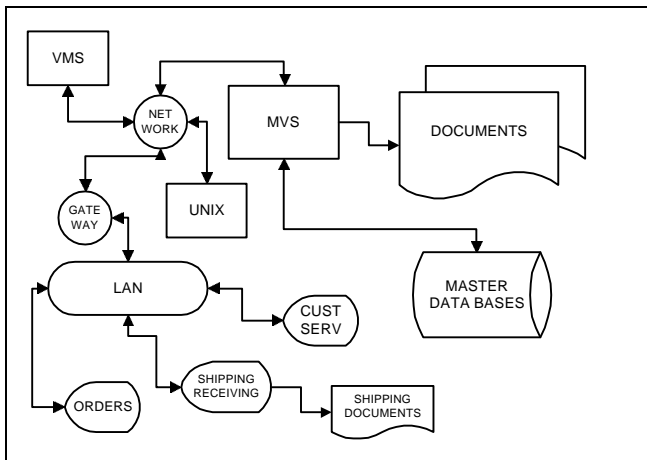 VMS
NET
WORK
MVS
DOCUMENTS
GATE
WAY
UNIX
LAN
CUST
SERV
MASTER
DATA BASES
SHIPPING
RECEIVING
ORDERS
SHIPPING
DOCUMENTS